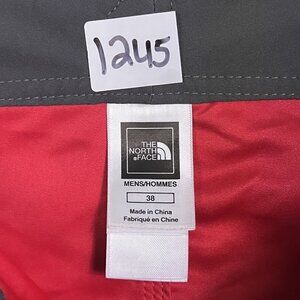 1245
THE
NORTH
FACE
MENS/HOMMES
38
Made in China
Fabriqué en Chine